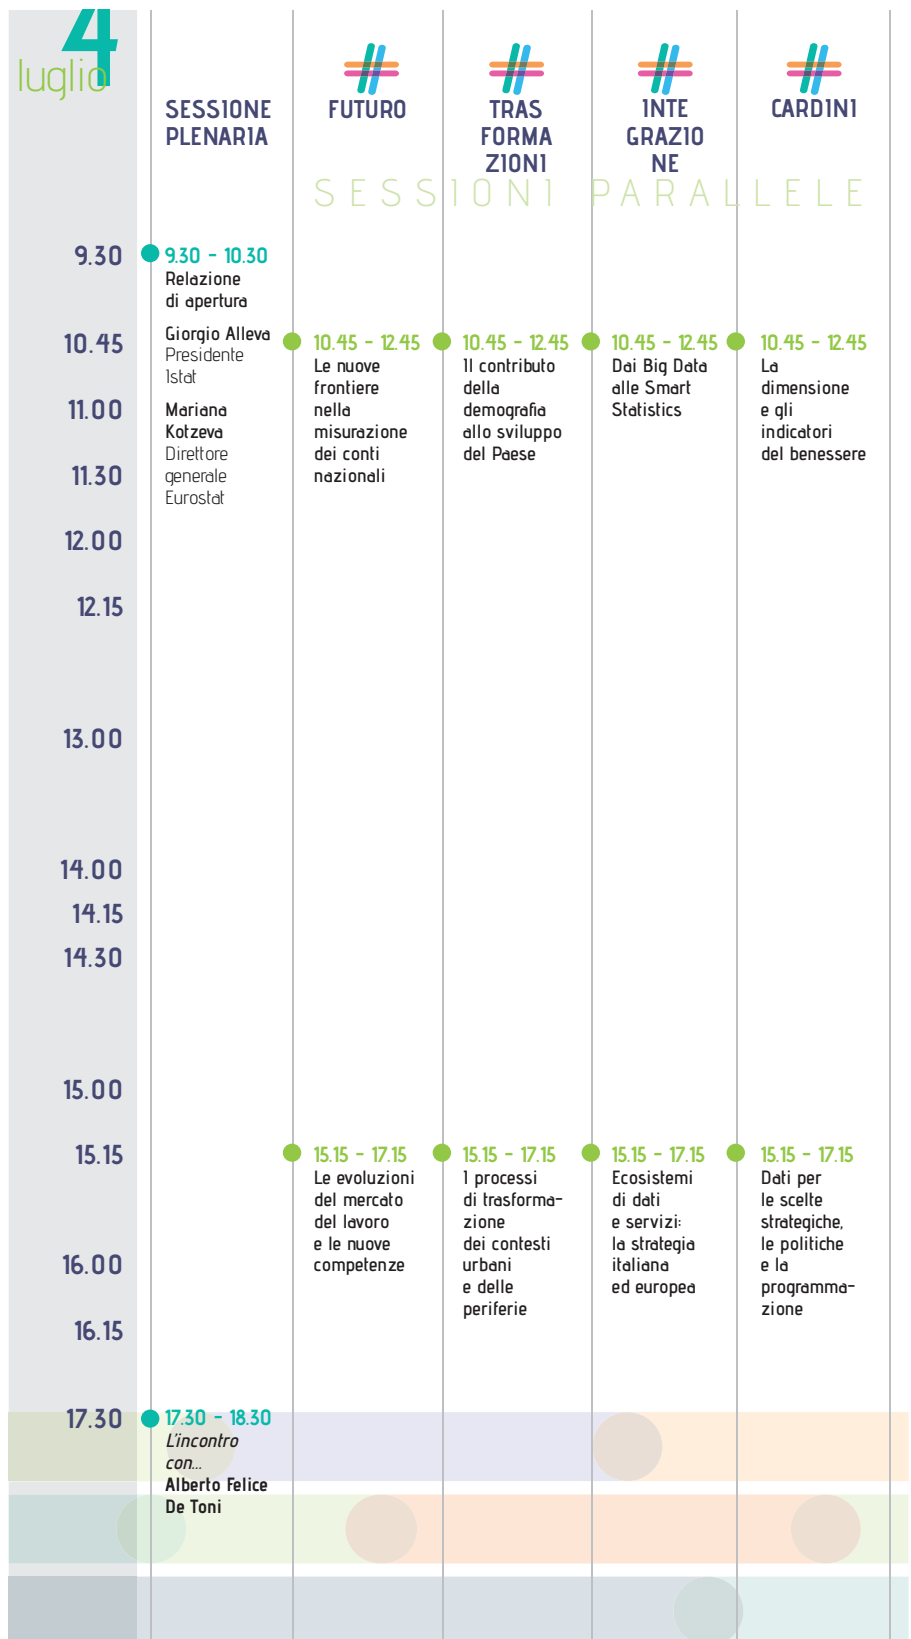 4
luglio
SESSIONE
PLENARIA
FUTURO
TRAS
FORMA
ZIONI
INTE
GRAZIO
NE
CARDINI
SESSIONI PARALLELE
9.30
10.45
11.00
11.30
12.00
12.15
13.00
14.00
14.15
14.30
15.00
15.15
16.00
16.15
17.30
9.30 - 10.30
Relazione
di apertura
Giorgio Alleva
Presidente
Istat
Mariana
Kotzeva
Direttore
generale
Eurostat
10.45 - 12.45
Le nuove
frontiere
nella
misurazione
dei conti
nazionali
10.45 - 12.45
Il contributo
della
demografia
allo sviluppo
del Paese
10.45 - 12.45
Dai Big Data
alle Smart
Statistics
10.45 - 12.45
La
dimensione
e gli
indicatori
del benessere
15.15 - 17.15
Le evoluzioni
del mercato
del lavoro
e le nuove
competenze
15.15 - 17.15
I processi
di trasforma-
zione
dei contesti
urbani
e delle
periferie
15.15 - 17.15
Ecosistemi
di dati
e servizi:
la strategia
italiana
ed europea
15.15 - 17.15
Dati per
le scelte
strategiche,
le politiche
e la
programma-
zione
17.30 - 18.30
L'incontro
con...
Alberto Felice
De Toni